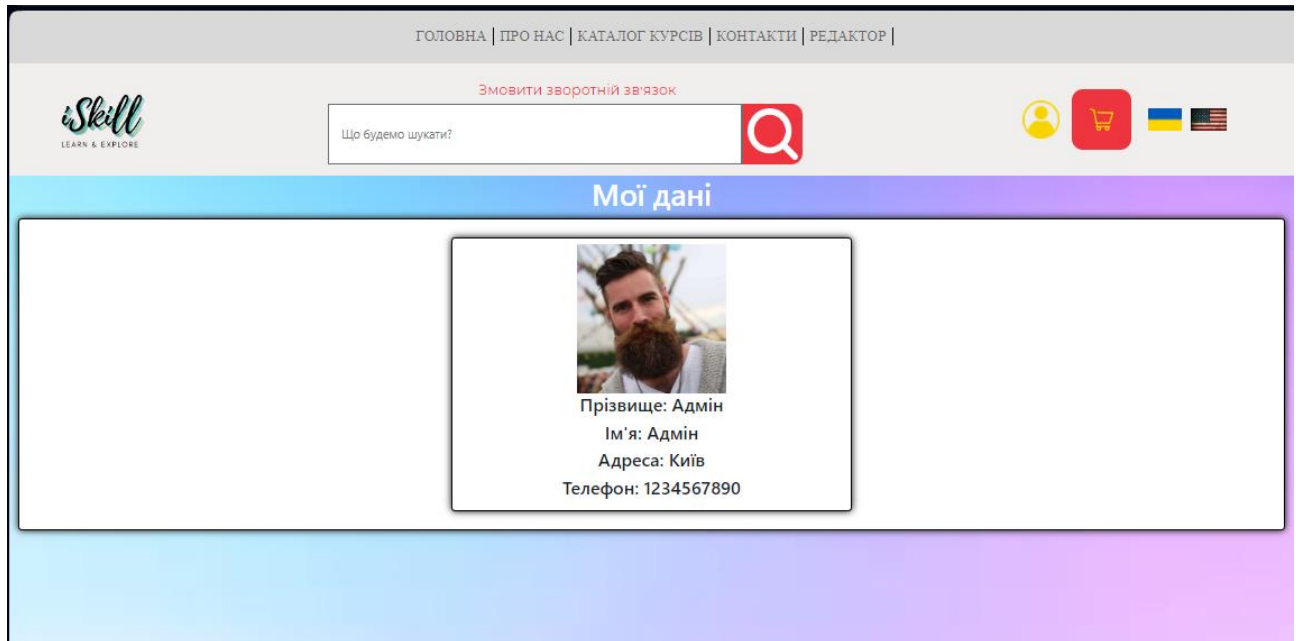 ГОЛОВНА | ПРО НАС | КАТАЛОГ КУРСІВ | КОНТАКТИ | РЕДАКТОР |
Змовити зворотній зв'язок
iSkill
LEARN & EXPLORE
Що будемо шукати?
Мої дані
Прізвище: Адмін
Ім'я: Адмін
Адреса: Київ
Телефон: 1234567890